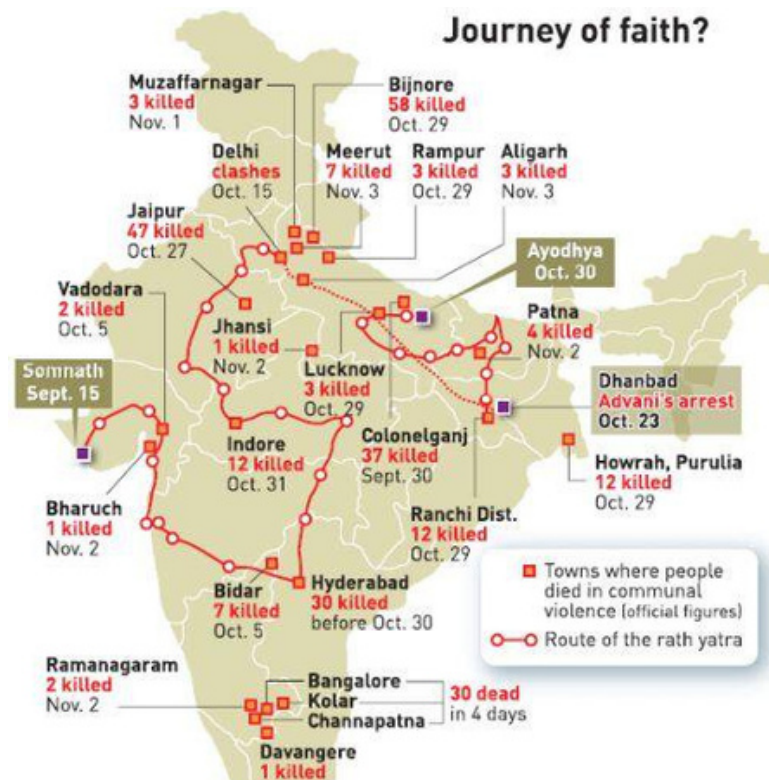 Journey of faith?
Muzaffarnagar
3 killed
Nov. 1
Bijnore
58 killed
Oct. 29
Delhi
clashes
Oct. 15
Meerut
7 killed
Nov. 3
Rampur
3 killed
Oct. 29
Aligarh
3 killed
Nov. 3
Jaipur
47 killed
Oct. 27
Ayodhya
Oct. 30
Vadodara
2 killed
Oct. 5
Jhansi
1 killed
Nov. 2
Lucknow
3 killed
Oct. 29
Patna
4 killed
Nov. 2
Somnath
Sept. 15
Dhanbad
Advani's arrest
Oct. 23
Indore
12 killed
Oct. 31
Colonelganj
37 killed
Sept. 30
Howrah, Purulia
12 killed
Oct. 29
Bharuch
1 killed
Nov. 2
Ranchi Dist.
12 killed
Oct. 29
Bidar
7 killed
Oct. 5
Hyderabad
30 killed
before Oct. 30
Towns where people
died in communal
violence (official figures)
Route of the rath yatra
Ramanagaram
2 killed
Nov. 2
Bangalore
Kolar
Channapatna
30 dead
in 4 days
Davangere
1 killed